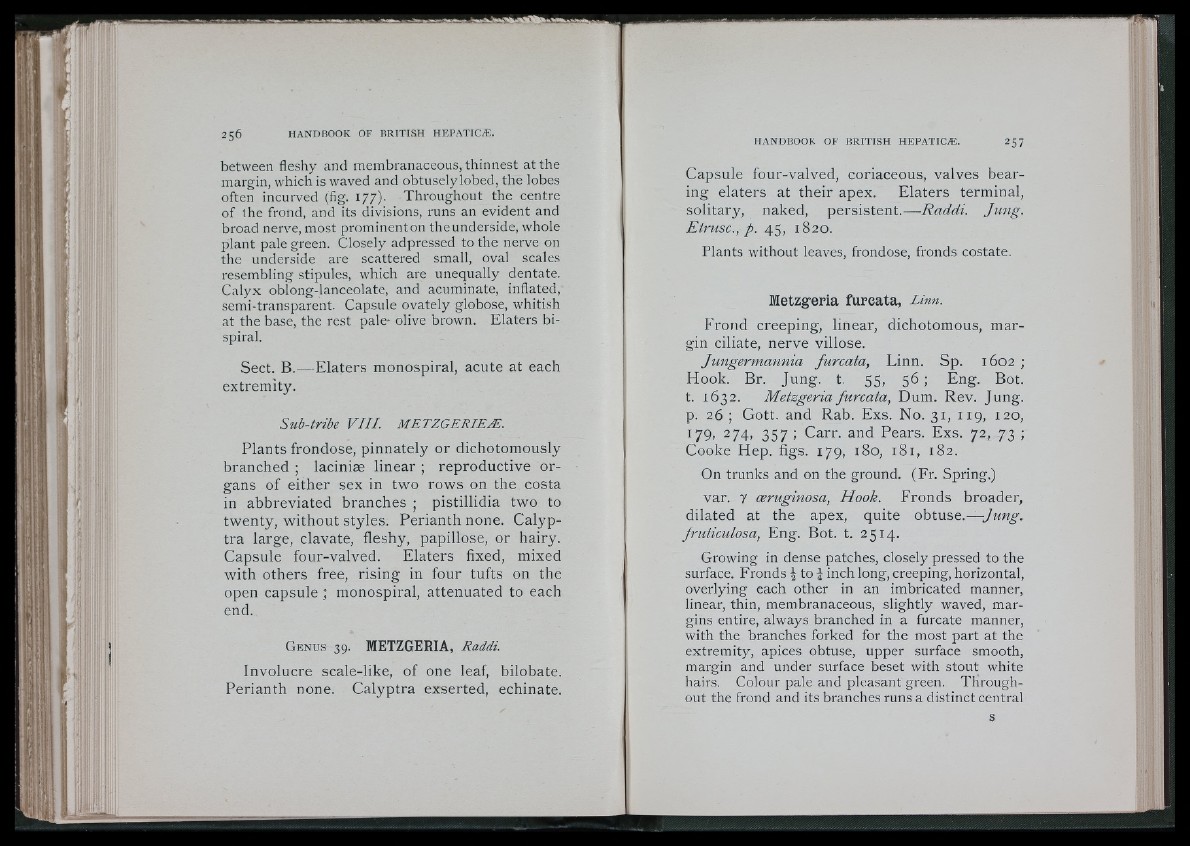 256 HANDBOOK OF BRITISH HEPATICÆ.
between fleshy and membranaceous, thinnest at the
margin, which is waved and obtusely lobed, the lobes
often incurved (fig. 177). Throughout the centre
of the frond, and its divisions, runs an evident and
broad nerve, most prominent on the underside, whole
plant pale green. Closely adpressed to the nerve on
the underside are scattered small, oval scales
resembling stipules, which are unequally dentate.
Calyx oblong-lanceolate, and acuminate, inflated,
semi-transparent. Capsule ovately globose, whitish
at the base, the rest pale olive brown. Elaters bi-
spiral.
Sect. B.—Elaters monospiral, acute at each
extremity.
Sub-tribe VIII. METZGERIEÆ.
Plants frondose, pinnately or dichotomously
branched ; laciniæ linear ; reproductive or-
gans of either sex in two rows on the costa
in abbreviated branches ; pistillidia two to
twenty, without styles. Perianth none. Calyp-
tra large, clavate, fleshy, papillose, or hairy.
Capsule four-valved. Elaters fixed, mixed
with others free, rising in four tufts on the
open capsule ; monospiral, attenuated to each
end.
GENUS 39. METZGERIA, Raddi.
Involucre scale-like, of one leaf, bilobate.
Perianth none. Calyptra exserted, echinate.
HANDBOOK OF BRITISH HEPATICÆ. 257
Capsule four-valved, coriaceous, valves bear-
ing elaters at their apex. Elaters terminal,
solitary, naked, persistent.—Raddi. Jung.
Etrusc., p. 45, 1820.
Plants without leaves, frondose, fronds costate.
Metzgeria furcata, Linn.
Frond creeping, linear, dichotomous, mar-
gin ciliate, nerve villose.
Jungermannia furcata, Linn. Sp. 1602 ;
Hook. Br. Jung. t. 55, 56 ; Eng. Bot.
t. 1632. Metzgeria furcata, Dum. Rev. Jung.
p. 26 ; Gott. and Rab. Exs. No. 31, 119, 120,
179, 274, 357 ; Carr. and Pears. Exs. 72, 73 ;
Cooke Hep. figs. 179, 180, 181, 182.
On trunks and on the ground. (Fr. Spring.)
var. γ æruginosa, Hook. Fronds broader,
dilated at the apex, quite obtuse.—Jung.
fruticulosa, Eng. Bot. t. 2514.
Growing in dense patches, closely pressed to the
surface. Fronds to inch long, creeping, horizontal,
overlying each other in an imbricated manner,
linear, thin, membranaceous, slightly waved, mar-
gins entire, always branched in a furcate manner,
with the branches forked for the most part at the
extremity, apices obtuse, upper surface smooth,
margin and under surface beset with stout white
hairs. Colour pale and pleasant green. Through-
out the frond and its branches runs a distinct central
S